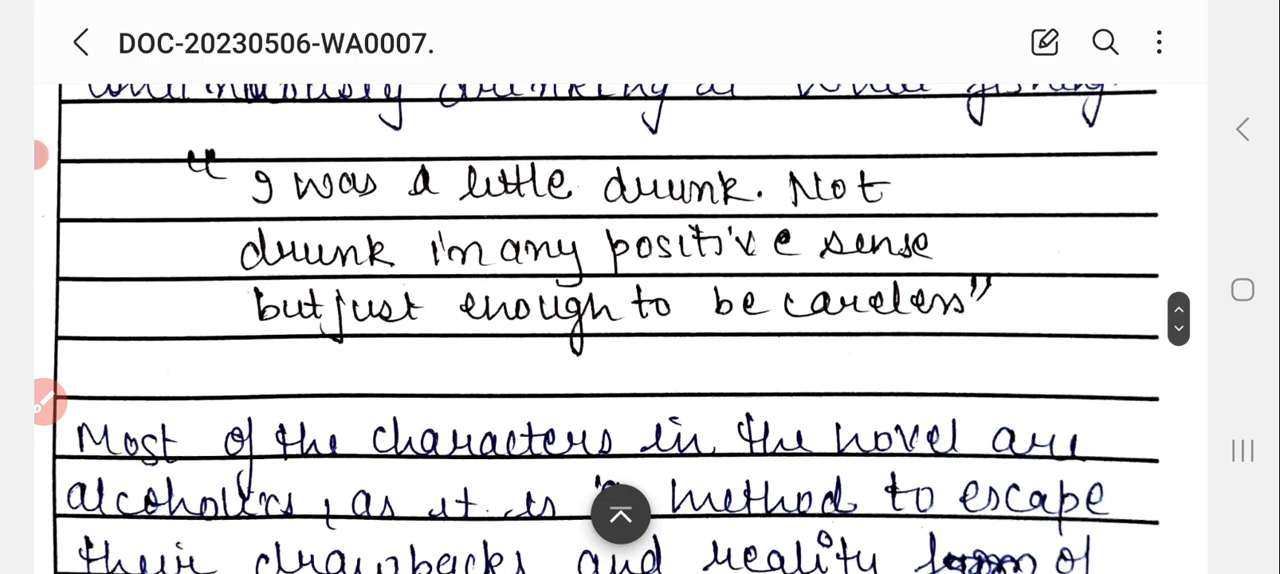 DOC-20230506-WA0007.
drinking
"I was a little drunk. Not
drunk in any positive sense
but just enough to be careless"
Most of the characters in the novel are
alcoholics, as it is method to escape
their drawbacks and reality of